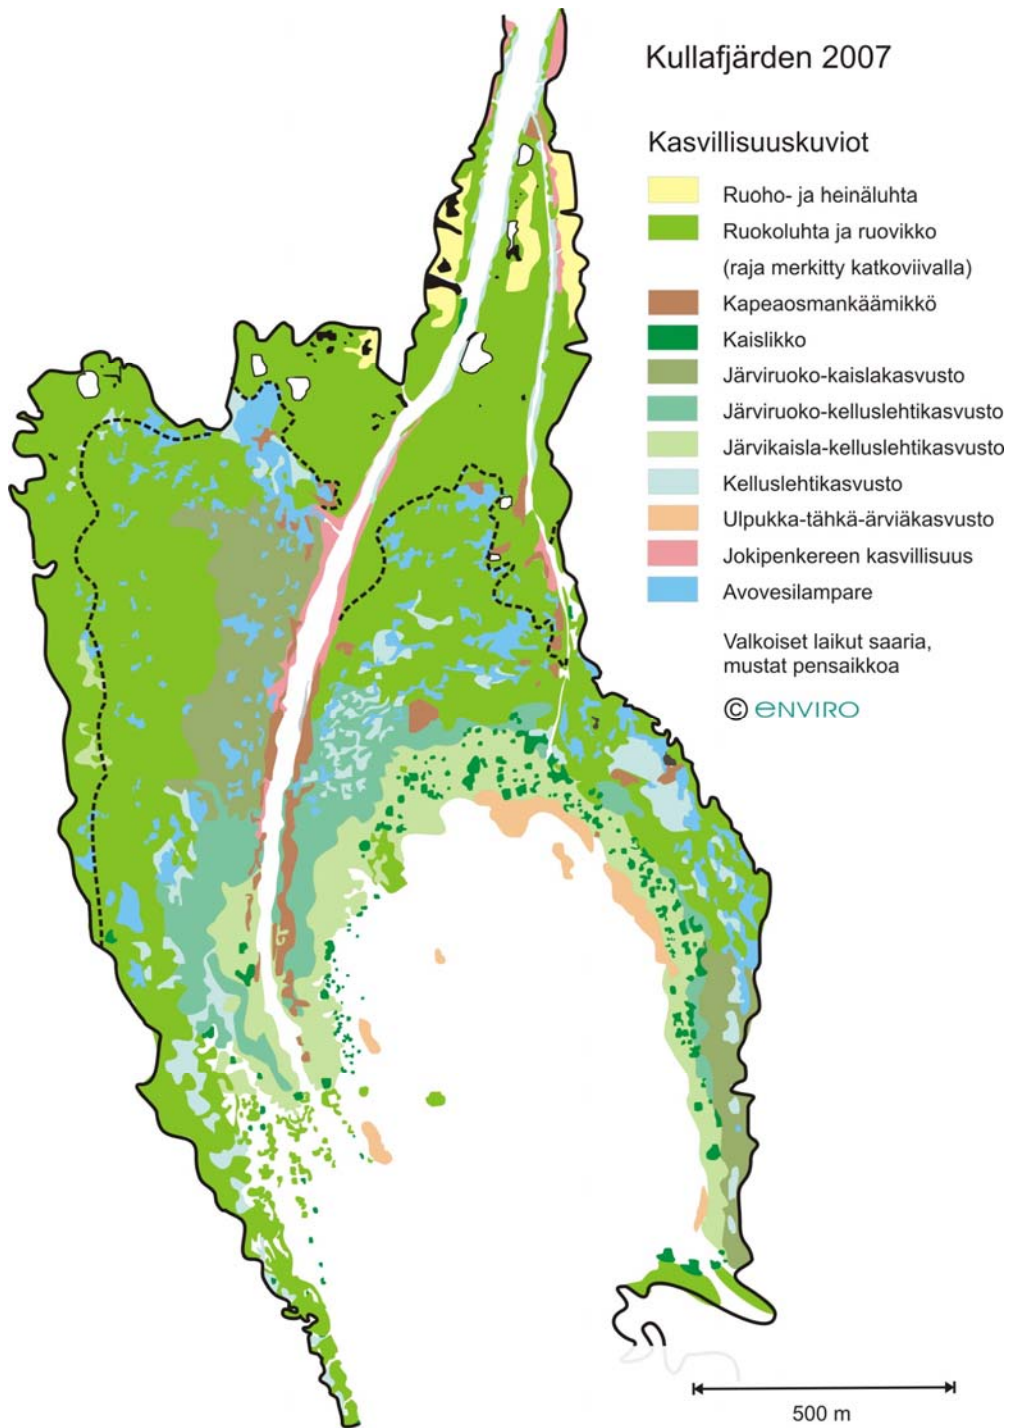 Kullafjärden 2007
Kasvillisuuskuviot
Ruoho- ja heinäluhta
Ruokoluhta ja ruovikko
(raja merkitty katkoviivalla)
Kapeaosmankäämikkö
Kaislikko
Järviruoko-kaislakasvusto
Järviruoko-kelluslehtikasvusto
Järvikaisla-kelluslehtikasvusto
Kelluslehtikasvusto
Ulpukka-tähkä-ärviäkasvusto
Jokipenkereen kasvillisuus
Avovesilampare
Valkoiset laikut saaria,
mustat pensaikkoa
© ENVIRO
500 m